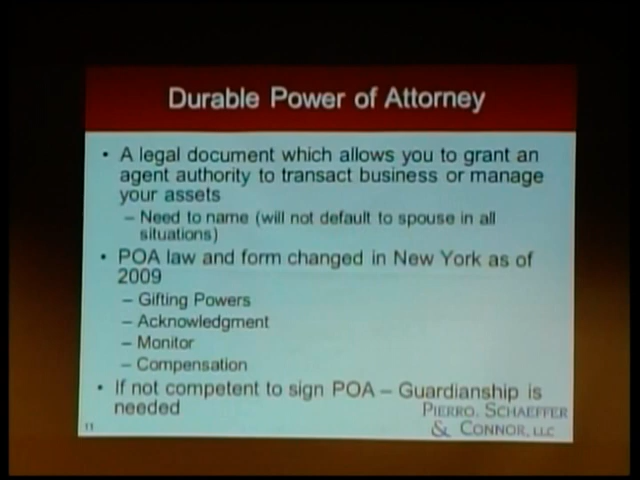 Durable Power of Attorney
• A legal document which allows you to grant an
agent authority to transact business or manage
your assets
– Need to name (will not default to spouse in all
situations)
• POA law and form changed in New York as of
2009
– Gifting Powers
– Acknowledgment
– Monitor
– Compensation
• If not competent to sign POA – Guardianship is
needed
PIERRO, SCHAEFFER
& CONNOR, LLC
11